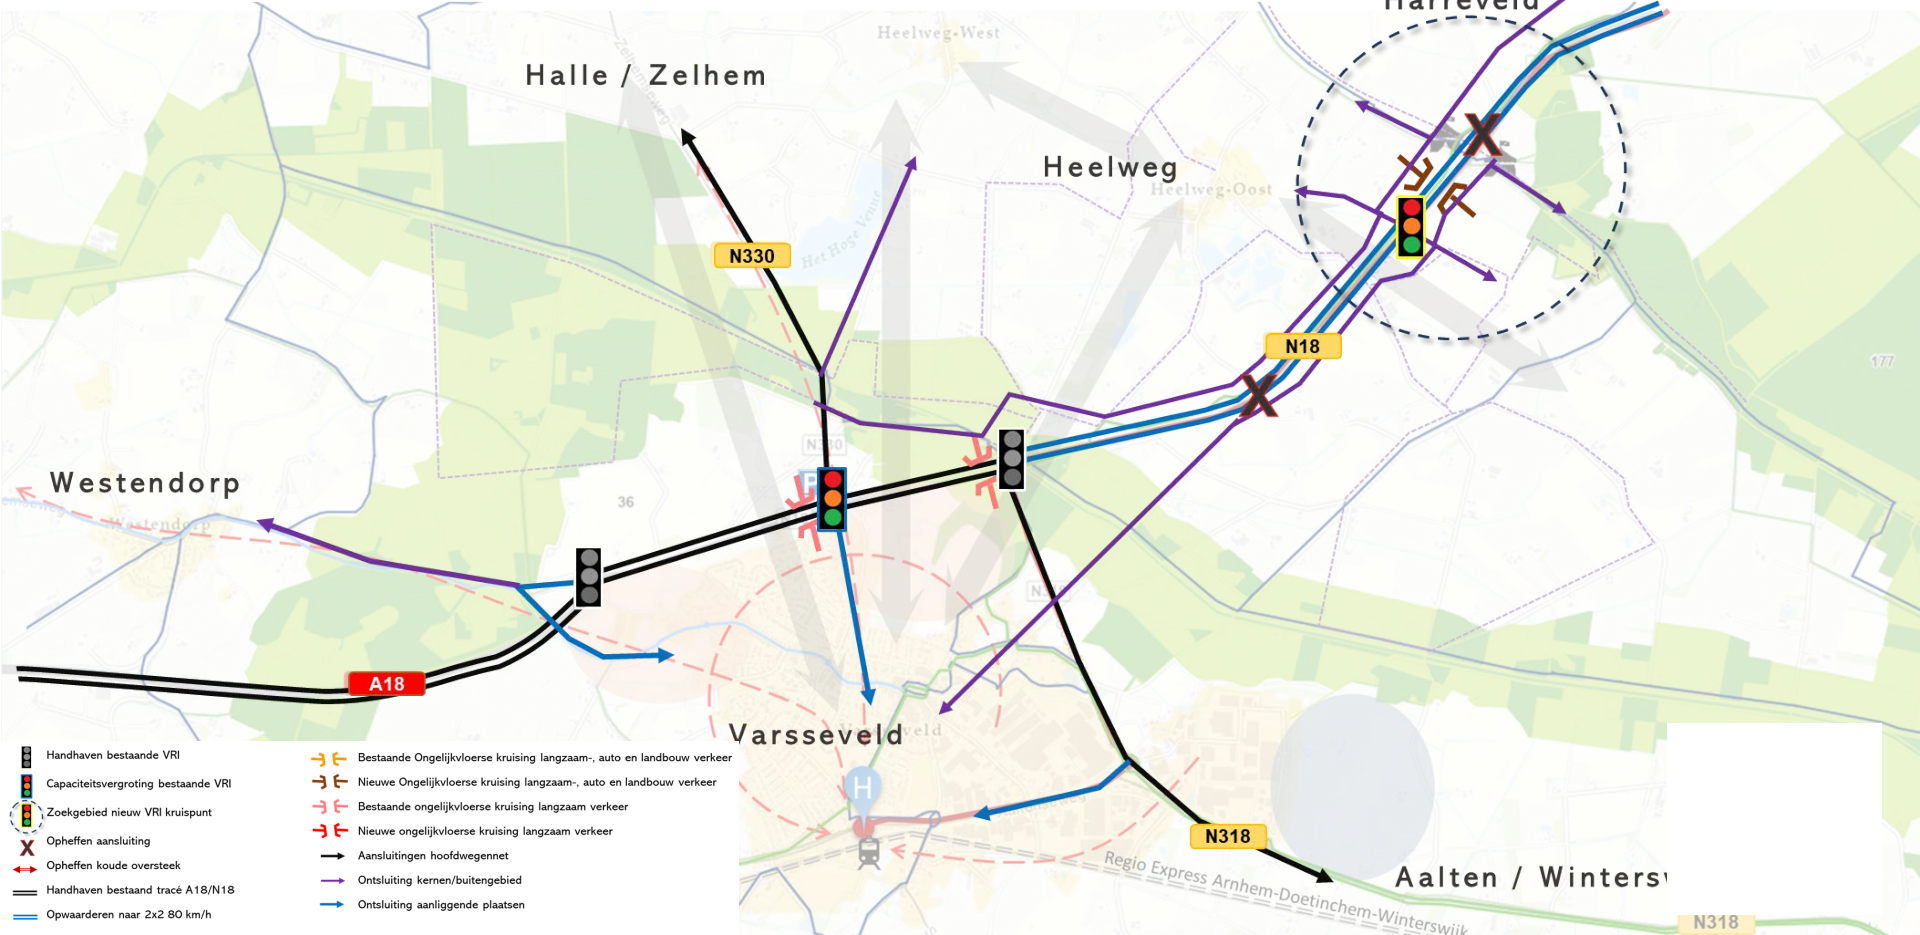 Harreveld
Heelweg-West
Halle / Zelhem
Zelhemseweg
Heelweg
Heelweg-Oost
Het Hoge Venne
N330
N18
177
N330
Westendorp
36
Westendorp
A18
Varsseveld
H
N318
Regio Express Arnhem-Doetinchem-Winterswijk
Aalten / Wintersw
N318
Handhaven bestaande VRI
Capaciteitsvergroting bestaande VRI
Zoekgebied nieuw VRI kruispunt
Opheffen aansluiting
Opheffen koude oversteek
Handhaven bestaand tracé A18/N18
Opwaarderen naar 2x2 80 km/h
Bestaande Ongelijkvloerse kruising langzaam-, auto en landbouw verkeer
Nieuwe Ongelijkvloerse kruising langzaam-, auto en landbouw verkeer
Bestaande ongelijkvloerse kruising langzaam verkeer
Nieuwe ongelijkvloerse kruising langzaam verkeer
Aansluitingen hoofdwegennet
Ontsluiting kernen/buitengebied
Ontsluiting aanliggende plaatsen